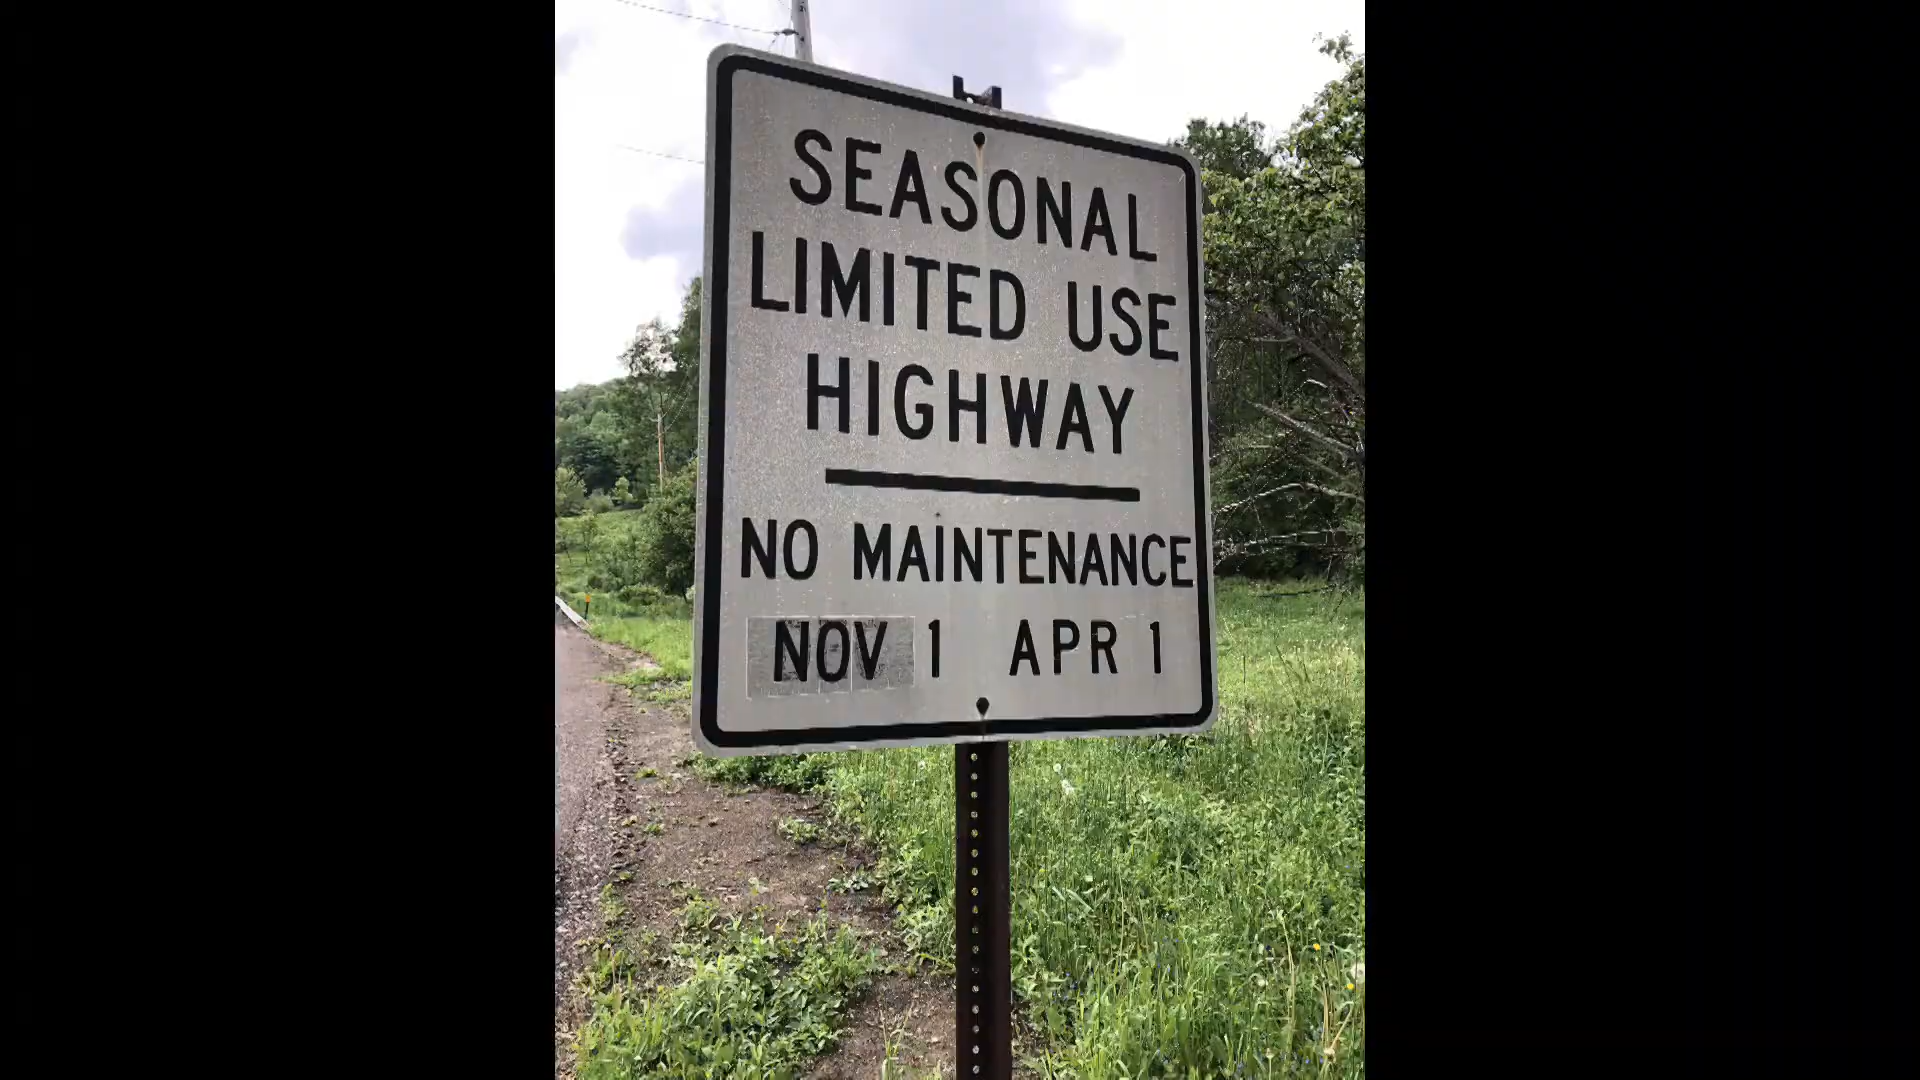 SEASONAL
LIMITED USE
HIGHWAY
NO MAINTENANCE
NOV 1 APR 1